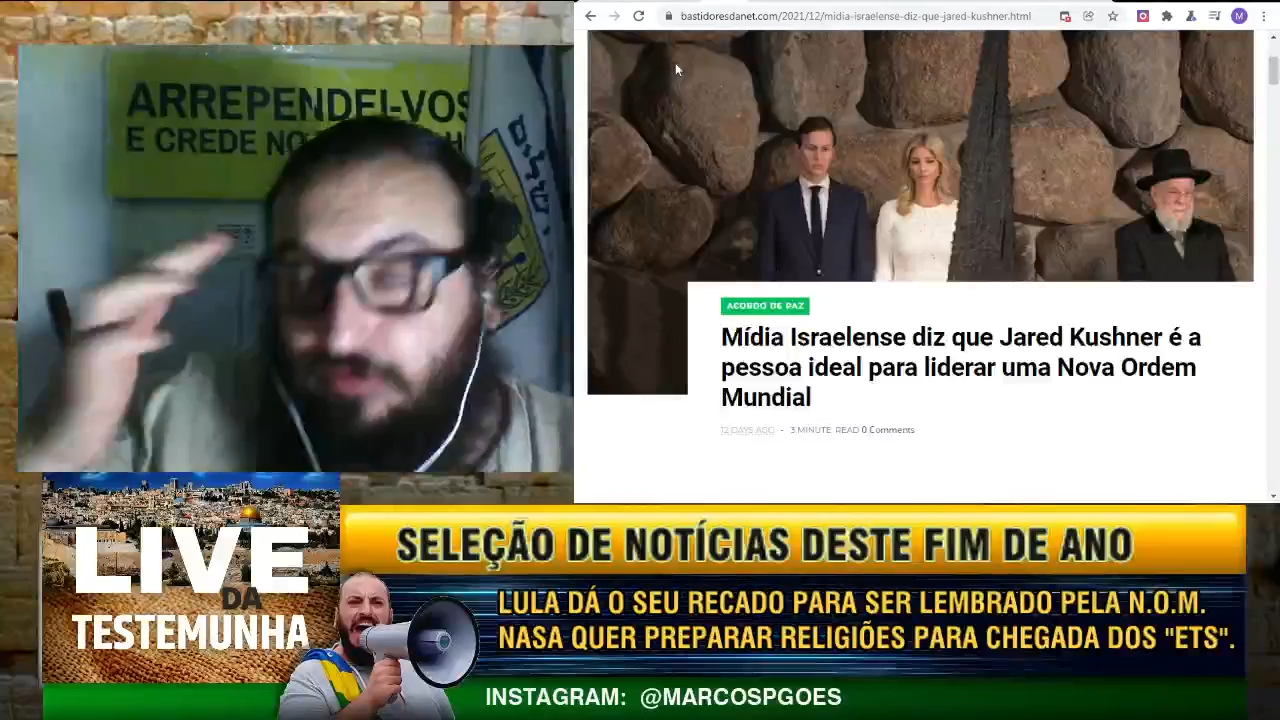 bastidoresdanet.com/2021/12/midia-israelense-diz-que-jared-kushner.html
M
ARREPENDEI-VOS
E CREDE NO
ACORDO DE PAZ
Mídia Israelense diz que Jared Kushner é a
pessoa ideal para liderar uma Nova Ordem
Mundial
12 DAYS AGO - 3 MINUTE READ 0 Comments
LIVE
DA
TESTEMUNHA
SELEÇÃO DE NOTÍCIAS DESTE FIM DE ANO
LULA DÁ O SEU RECADO PARA SER LEMBRADO PELA N.O.M.
NASA QUER PREPARAR RELIGIÕES PARA CHEGADA DOS "ETS".
INSTAGRAM: @MARCOSPGOES